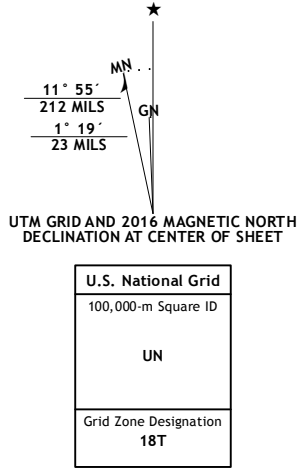 ★
MN
11° 55´
212 MILS
GN
1° 19´
23 MILS
UTM GRID AND 2016 MAGNETIC NORTH
DECLINATION AT CENTER OF SHEET
U.S. National Grid
100,000-m Square ID
UN
Grid Zone Designation
18T